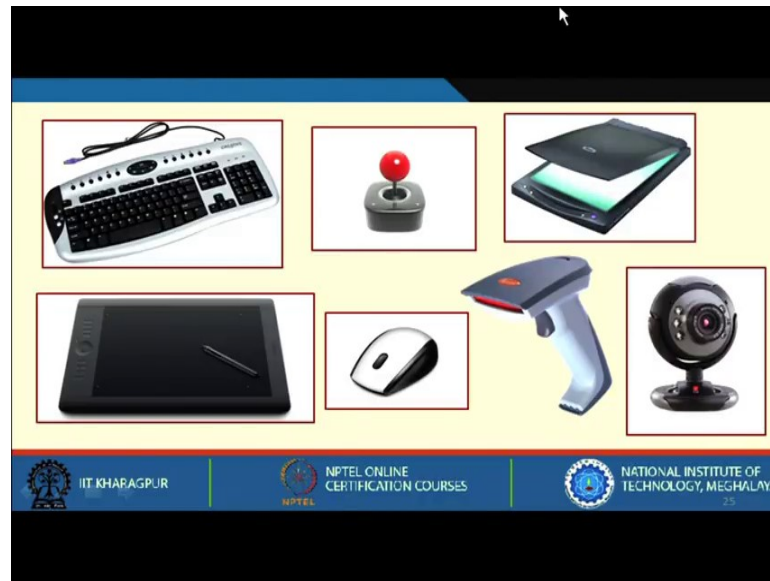 IIT KHARAGPUR
NPTEL
NPTEL ONLINE
CERTIFICATION COURSES
NATIONAL INSTITUTE OF
TECHNOLOGY, MEGHALAY
25